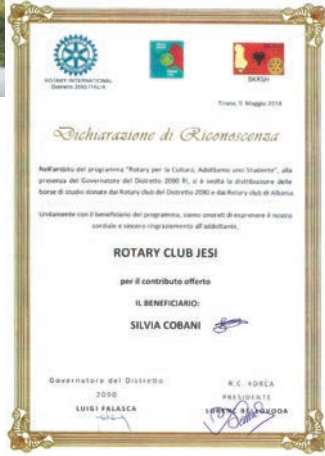 ROTARY INTERNATIONAL
Distretto 2090 ITALIA
DKRSH
Tirana, 5 Maggio 2018
Dichiarazione di Riconoscenza
Nell'ambito del programma "Rotary per la Cultura, Adottiamo uno Studente", alla
presenza del Governatore del Distretto 2090 RI, si è svolta la distribuzione delle
borse di studio donate dai Rotary club del Distretto 2090 e dai Rotary club di Albania.
Unitamente con il beneficiario del programma, siamo onorati di esprimere il nostro
cordiale e sincero ringraziamento all'addottante,
ROTARY CLUB JESI
per il contributo offerto
IL BENEFICIARIO:
SILVIA COBANI
Governatore del Distretto
2090
LUIGI FALASCA
R.C. KORCA
PRESIDENTE